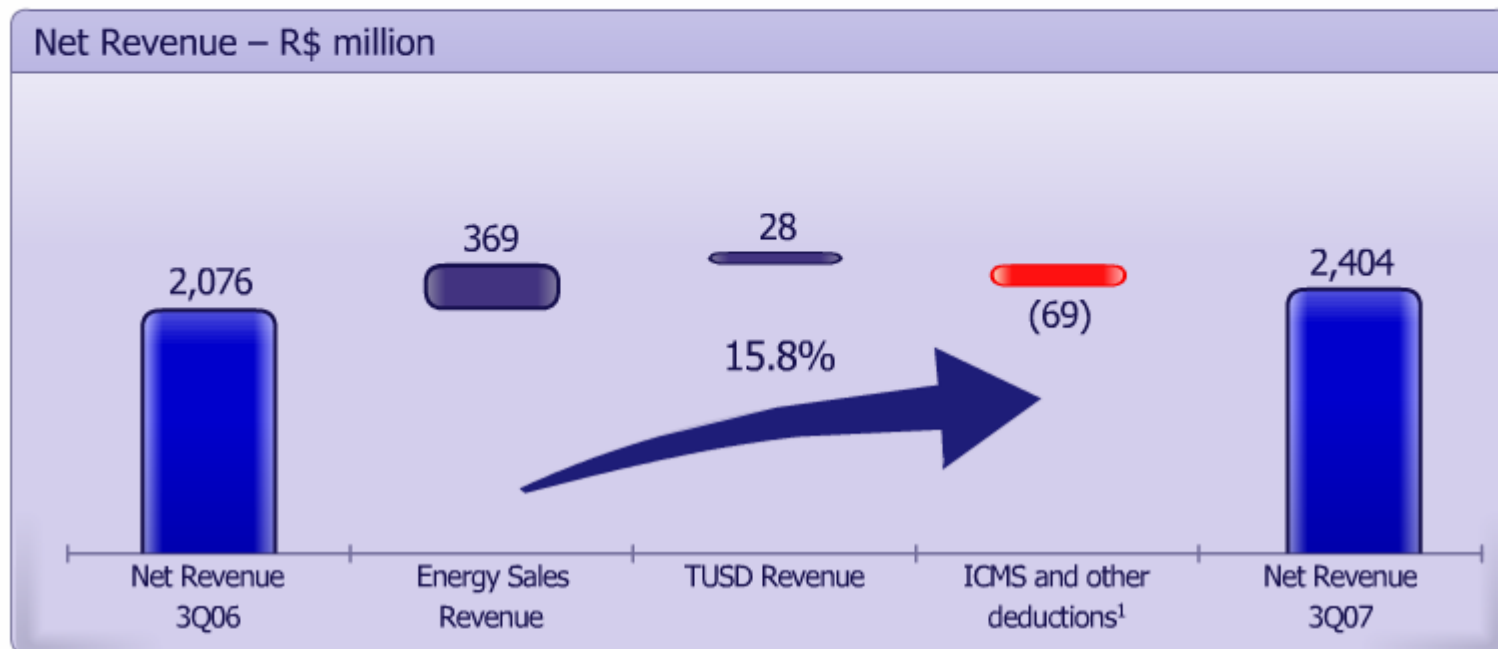 Net Revenue – R$ million
2,076
369
28
(69)
2,404
15.8%
Net Revenue
3Q06
Energy Sales
Revenue
TUSD Revenue
ICMS and other
deductions¹
Net Revenue
3Q07